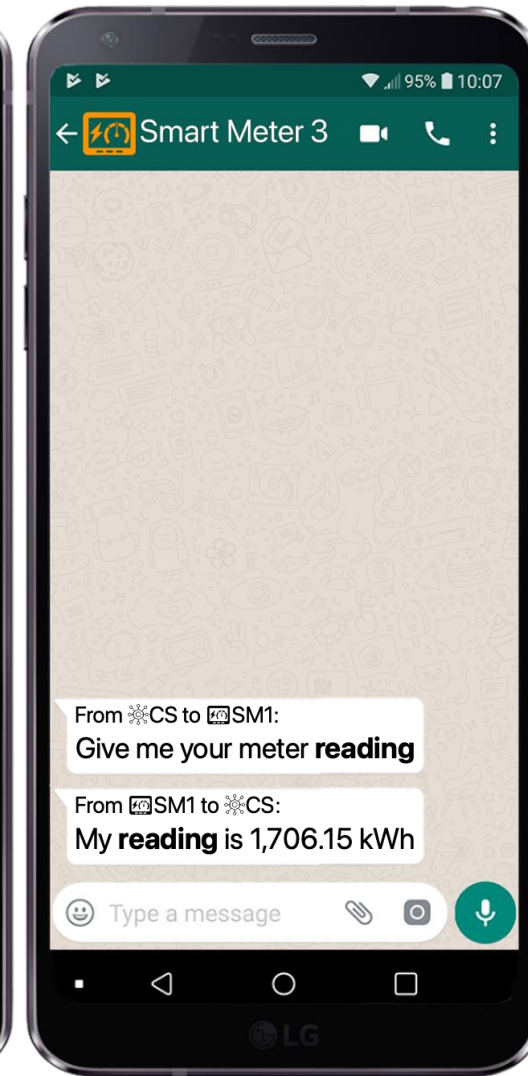 95% 10:07
Smart Meter 3
From CS to SM1:
Give me your meter reading
From SM1 to CS:
My reading is 1,706.15 kWh
Type a message
LG